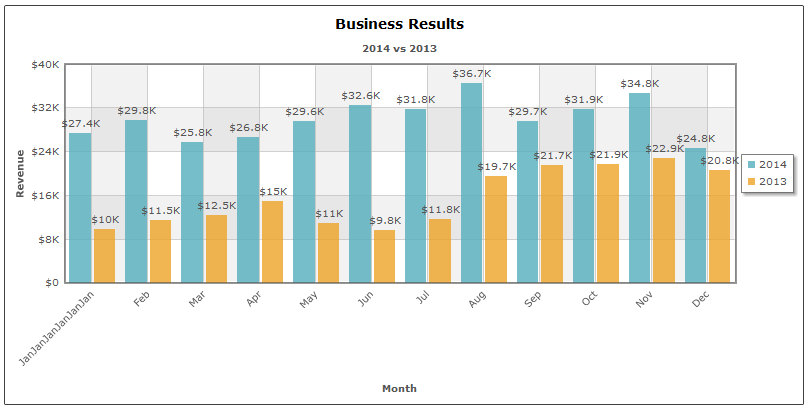 Business Results
2014 vs 2013
$40K
$32K
$24K
$16K
$8K
$0
Revenue
$27.4K
$29.8K
$25.8K
$26.8K
$29.6K
$32.6K
$31.8K
$36.7K
$29.7K
$31.9K
$34.8K
$24.8K
$10K
$11.5K
$12.5K
$15K
$11K
$9.8K
$11.8K
$19.7K
$21.7K
$21.9K
$22.9K
$20.8K
2014
2013
JanJanJanJanJanJan
Feb
Mar
Apr
May
Jun
Jul
Aug
Sep
Oct
Nov
Dec
Month